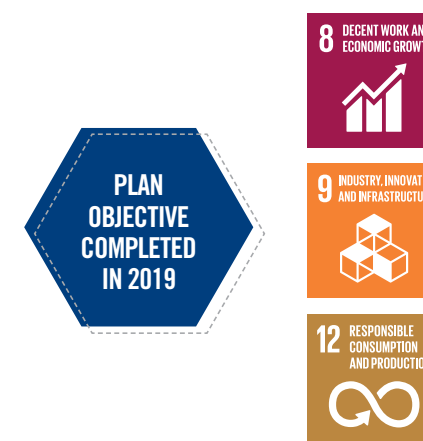 PLAN
OBJECTIVE
COMPLETED
IN 2019
8 DECENT WORK AN
ECONOMIC GROWT
9 INDUSTRY, INNOVAT
AND INFRASTRUCTU
12 RESPONSIBLE
CONSUMPTION
AND PRODUCTIO